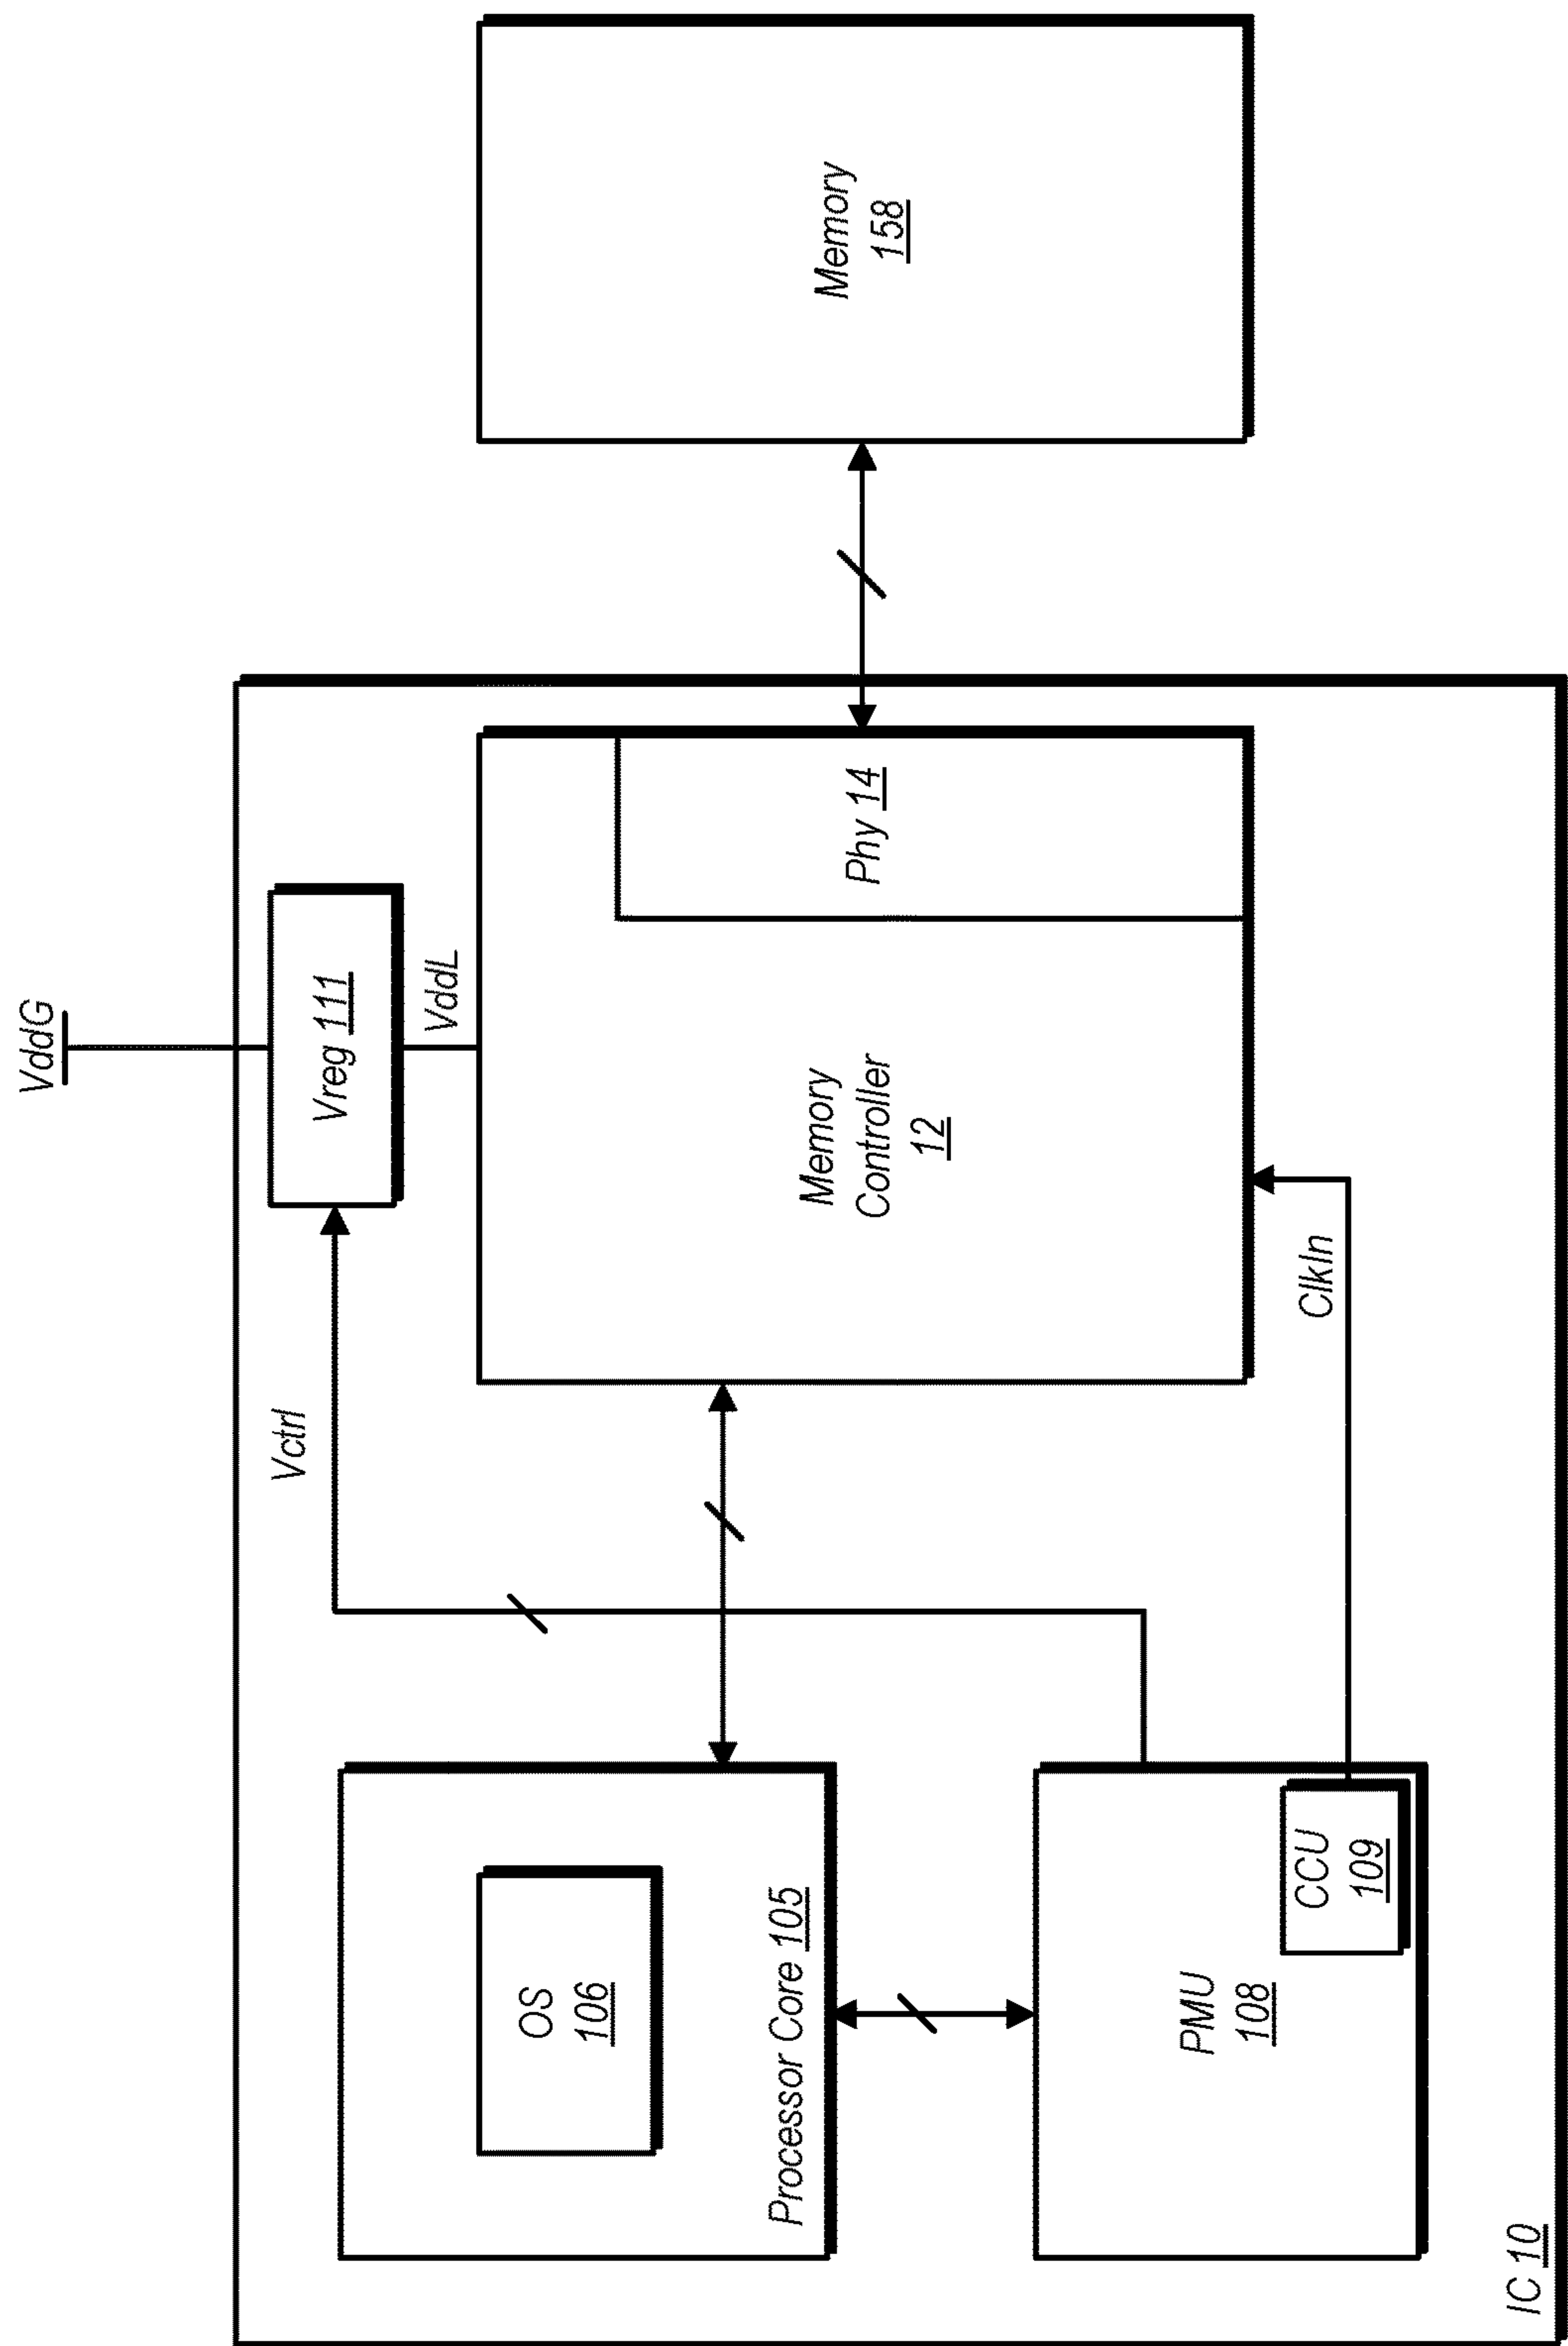 VddG
Vreg 111
Vctrl
VddL
OS
106
Processor Core 105
Memory
Controller
12
Phy 14
Memory
158
PMU
108
CCU
109
ClkIn
IC 10